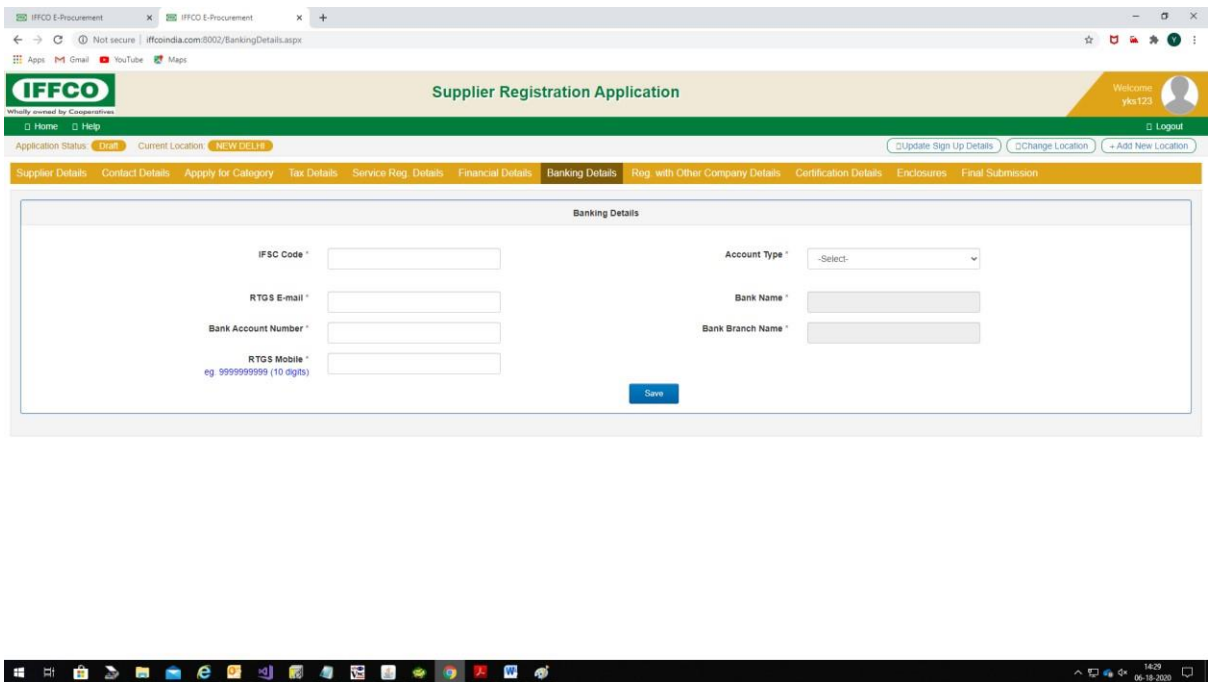 IFFCO E-Procurement
IFFCO E-Procurement
Not secure | iffcoindia.com:8002/BankingDetails.aspx
Apps Gmail YouTube Maps
IFFCO
Wholly owned by Cooperatives
Supplier Registration Application
Welcome
yks123
Home Help Logout
Application Status: Draft Current Location: NEW DELHI Update Sign Up Details Change Location + Add New Location
Supplier Details Contact Details Appply for Category Tax Details Service Reg. Details Financial Details Banking Details Reg. with Other Company Details Certification Details Enclosures Final Submission
Banking Details
IFSC Code * Account Type * -Select-
RTGS E-mail * Bank Name *
Bank Account Number * Bank Branch Name *
RTGS Mobile *
eg. 9999999999 (10 digits)
Save
14:29
06-18-2020